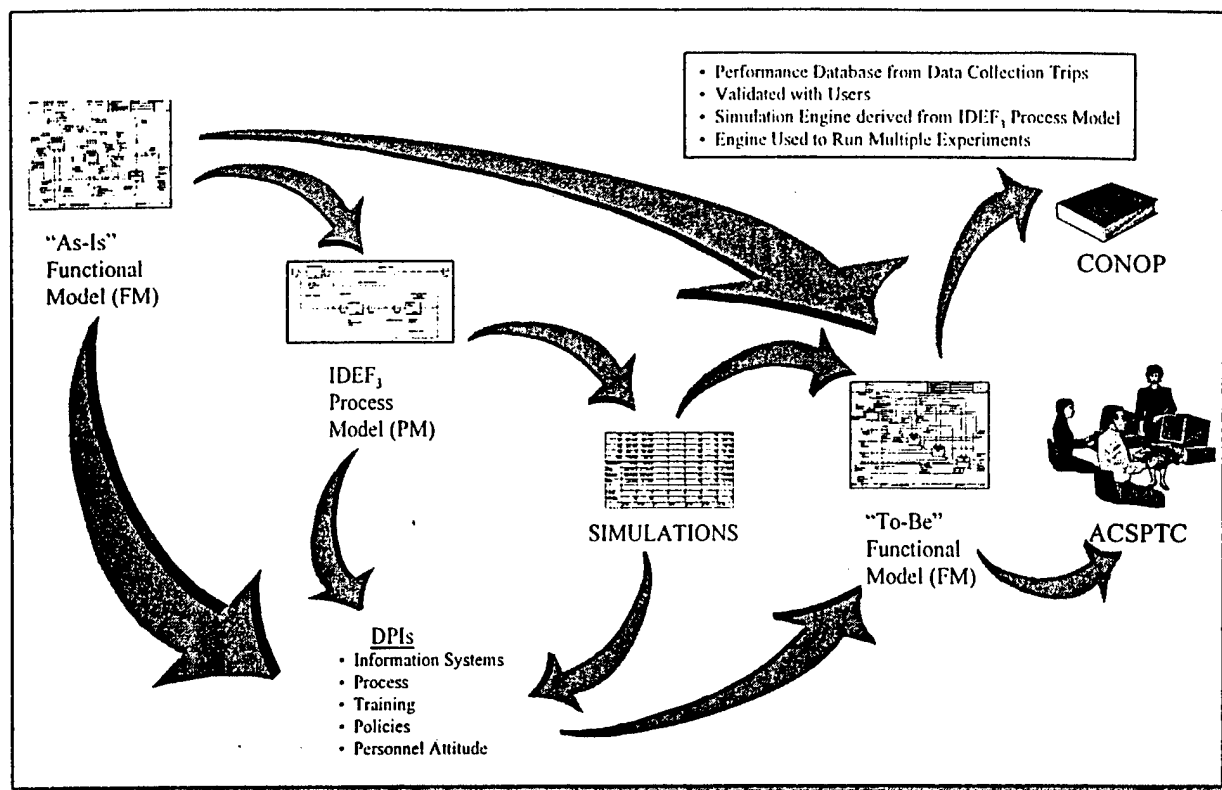 • Performance Database from Data Collection Trips
• Validated with Users
• Simulation Engine derived from IDEF₃ Process Model
• Engine Used to Run Multiple Experiments
"As-Is"
Functional
Model (FM)
CONOP
IDEF₃
Process
Model (PM)
SIMULATIONS
"To-Be"
Functional
Model (FM)
ACSPTC
DPIs
• Information Systems
• Process
• Training
• Policies
• Personnel Attitude